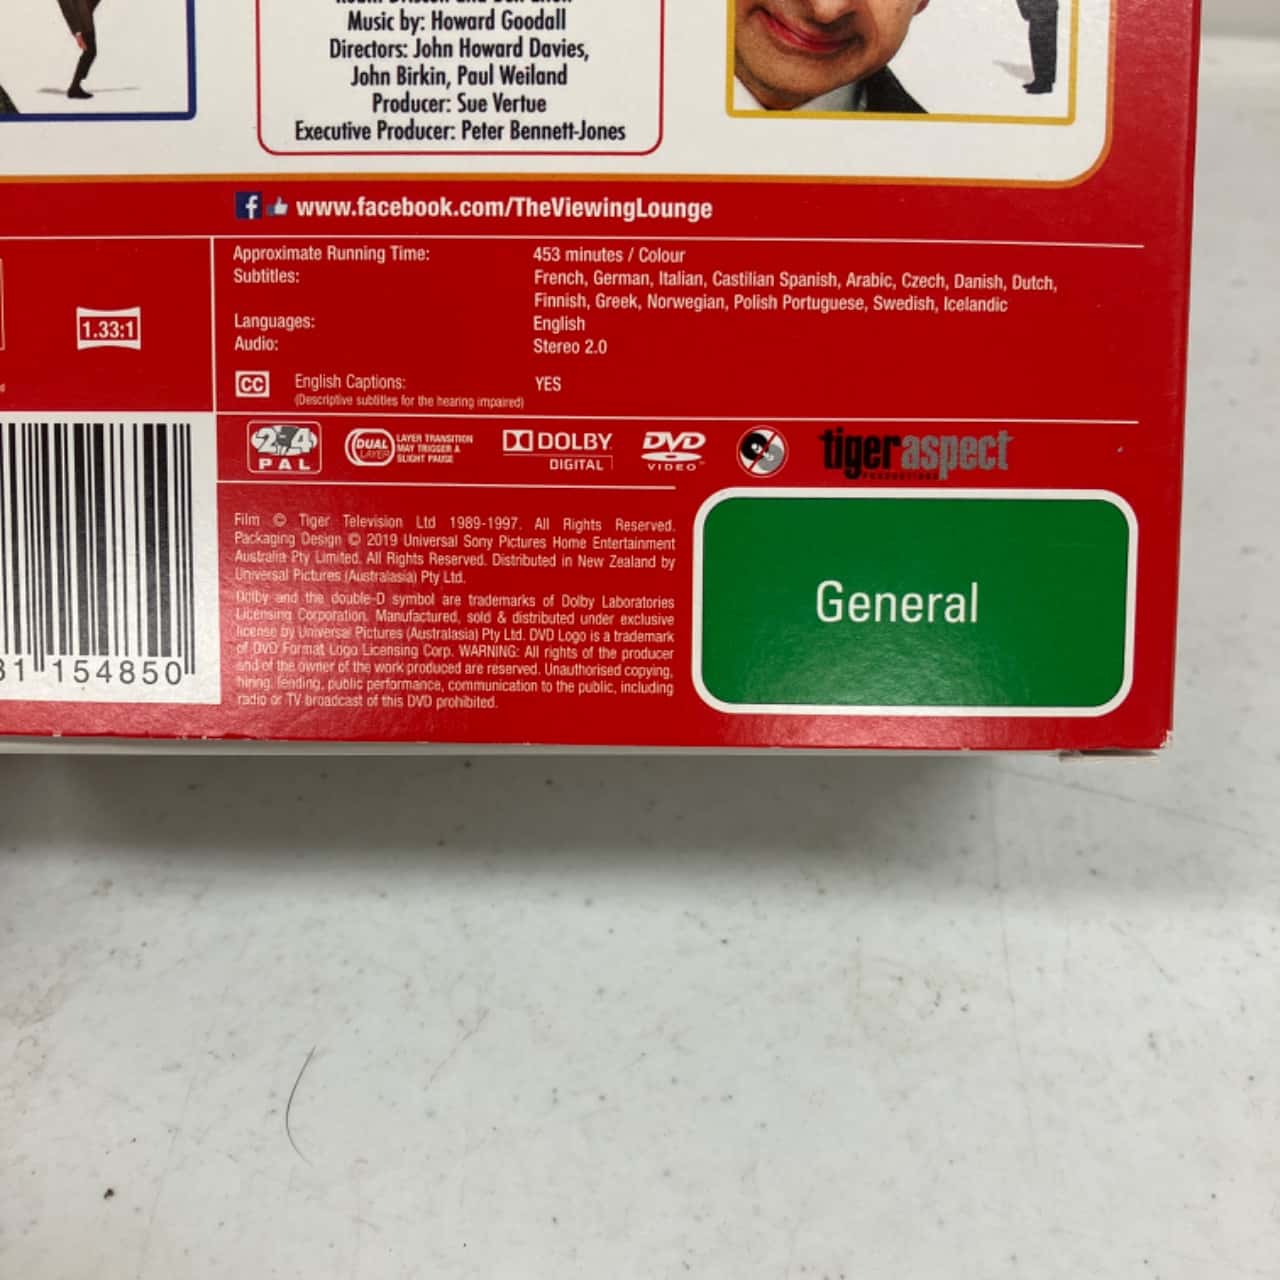 Music by: Howard Goodall
Directors: John Howard Davies,
John Birkin, Paul Weiland
Producer: Sue Vertue
Executive Producer: Peter Bennett-Jones
f www.facebook.com/TheViewingLounge
Approximate Running Time: 453 minutes / Colour
Subtitles: French, German, Italian, Castilian Spanish, Arabic, Czech, Danish, Dutch,
Finnish, Greek, Norwegian, Polish Portuguese, Swedish, Icelandic
1.33:1
Languages: English
Audio: Stereo 2.0
CC English Captions: YES
(Descriptive subtitles for the hearing impaired)
2 4
PAL
DUAL
LAYER
LAYER TRANSITION
MAY TRIGGER A
SLIGHT PAUSE
DOLBY
DIGITAL
DVD
VIDEO™
tigeraspect
PRODUCTIONS
Film © Tiger Television Ltd 1989-1997. All Rights Reserved.
Packaging Design © 2019 Universal Sony Pictures Home Entertainment
Australia Pty Limited. All Rights Reserved. Distributed in New Zealand by
Universal Pictures (Australasia) Pty Ltd.
Dolby and the double-D symbol are trademarks of Dolby Laboratories
Licensing Corporation. Manufactured, sold & distributed under exclusive
license by Universal Pictures (Australasia) Pty Ltd. DVD Logo is a trademark
of DVD Format Logo Licensing Corp. WARNING: All rights of the producer
and of the owner of the work produced are reserved. Unauthorised copying,
hiring, lending, public performance, communication to the public, including
radio or TV broadcast of this DVD prohibited.
General
154850